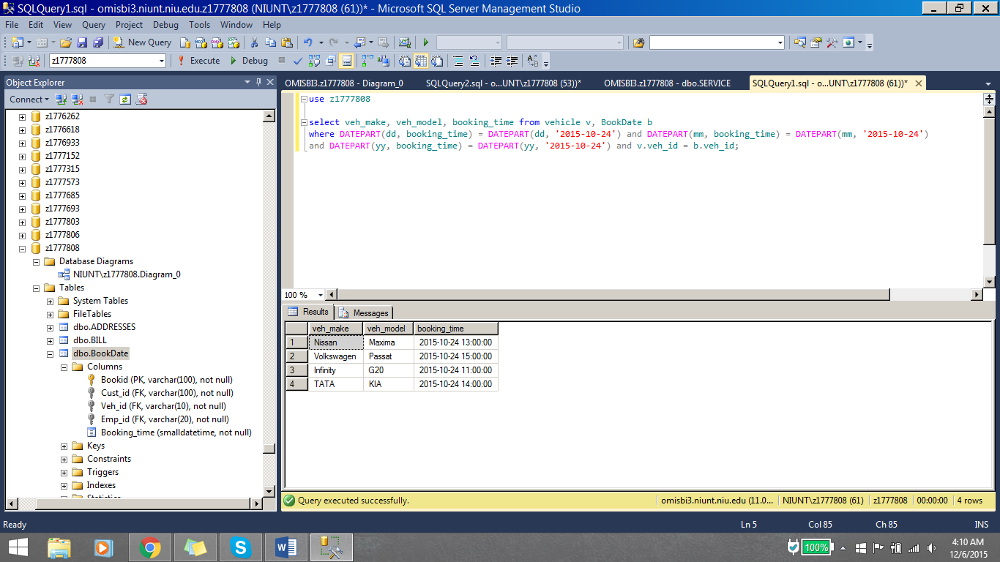 SQLQuery1.sql - omisbi3.niunt.niu.edu.z1777808 (NIUNT\z1777808 (61))* - Microsoft SQL Server Management Studio
File Edit View Query Project Debug Tools Window Help
New Query
z1777808 Execute Debug
Object Explorer
Connect
z1776262
z1776618
z1776933
z1777152
z1777315
z1777573
z1777685
z1777693
z1777803
z1777806
z1777808
Database Diagrams
NIUNT\z1777808.Diagram_0
Tables
System Tables
FileTables
dbo.ADDRESSES
dbo.BILL
dbo.BookDate
Columns
Bookid (PK, varchar(100), not null)
Cust_id (FK, varchar(100), not null)
Veh_id (FK, varchar(10), not null)
Emp_id (FK, varchar(20), not null)
Booking_time (smalldatetime, not null)
Keys
Constraints
Triggers
Indexes
OMISBI3.z1777808 - Diagram_0 SQLQuery2.sql - o...UNT\z1777808 (53))* OMISBI3.z1777808 - dbo.SERVICE SQLQuery1.sql - o...UNT\z1777808 (61))*
use z1777808
select veh_make, veh_model, booking_time from vehicle v, BookDate b
where DATEPART(dd, booking_time) = DATEPART(dd, '2015-10-24') and DATEPART(mm, booking_time) = DATEPART(mm, '2015-10-24')
and DATEPART(yy, booking_time) = DATEPART(yy, '2015-10-24') and v.veh_id = b.veh_id;
100 %
Results Messages
veh_make veh_model booking_time
1 Nissan Maxima 2015-10-24 13:00:00
2 Volkswagen Passat 2015-10-24 15:00:00
3 Infinity G20 2015-10-24 11:00:00
4 TATA KIA 2015-10-24 14:00:00
Query executed successfully. omisbi3.niunt.niu.edu (11.0... NIUNT\z1777808 (61) z1777808 00:00:00 4 rows
Ready Ln 5 Col 85 Ch 85 INS
100% 4:10 AM
12/6/2015